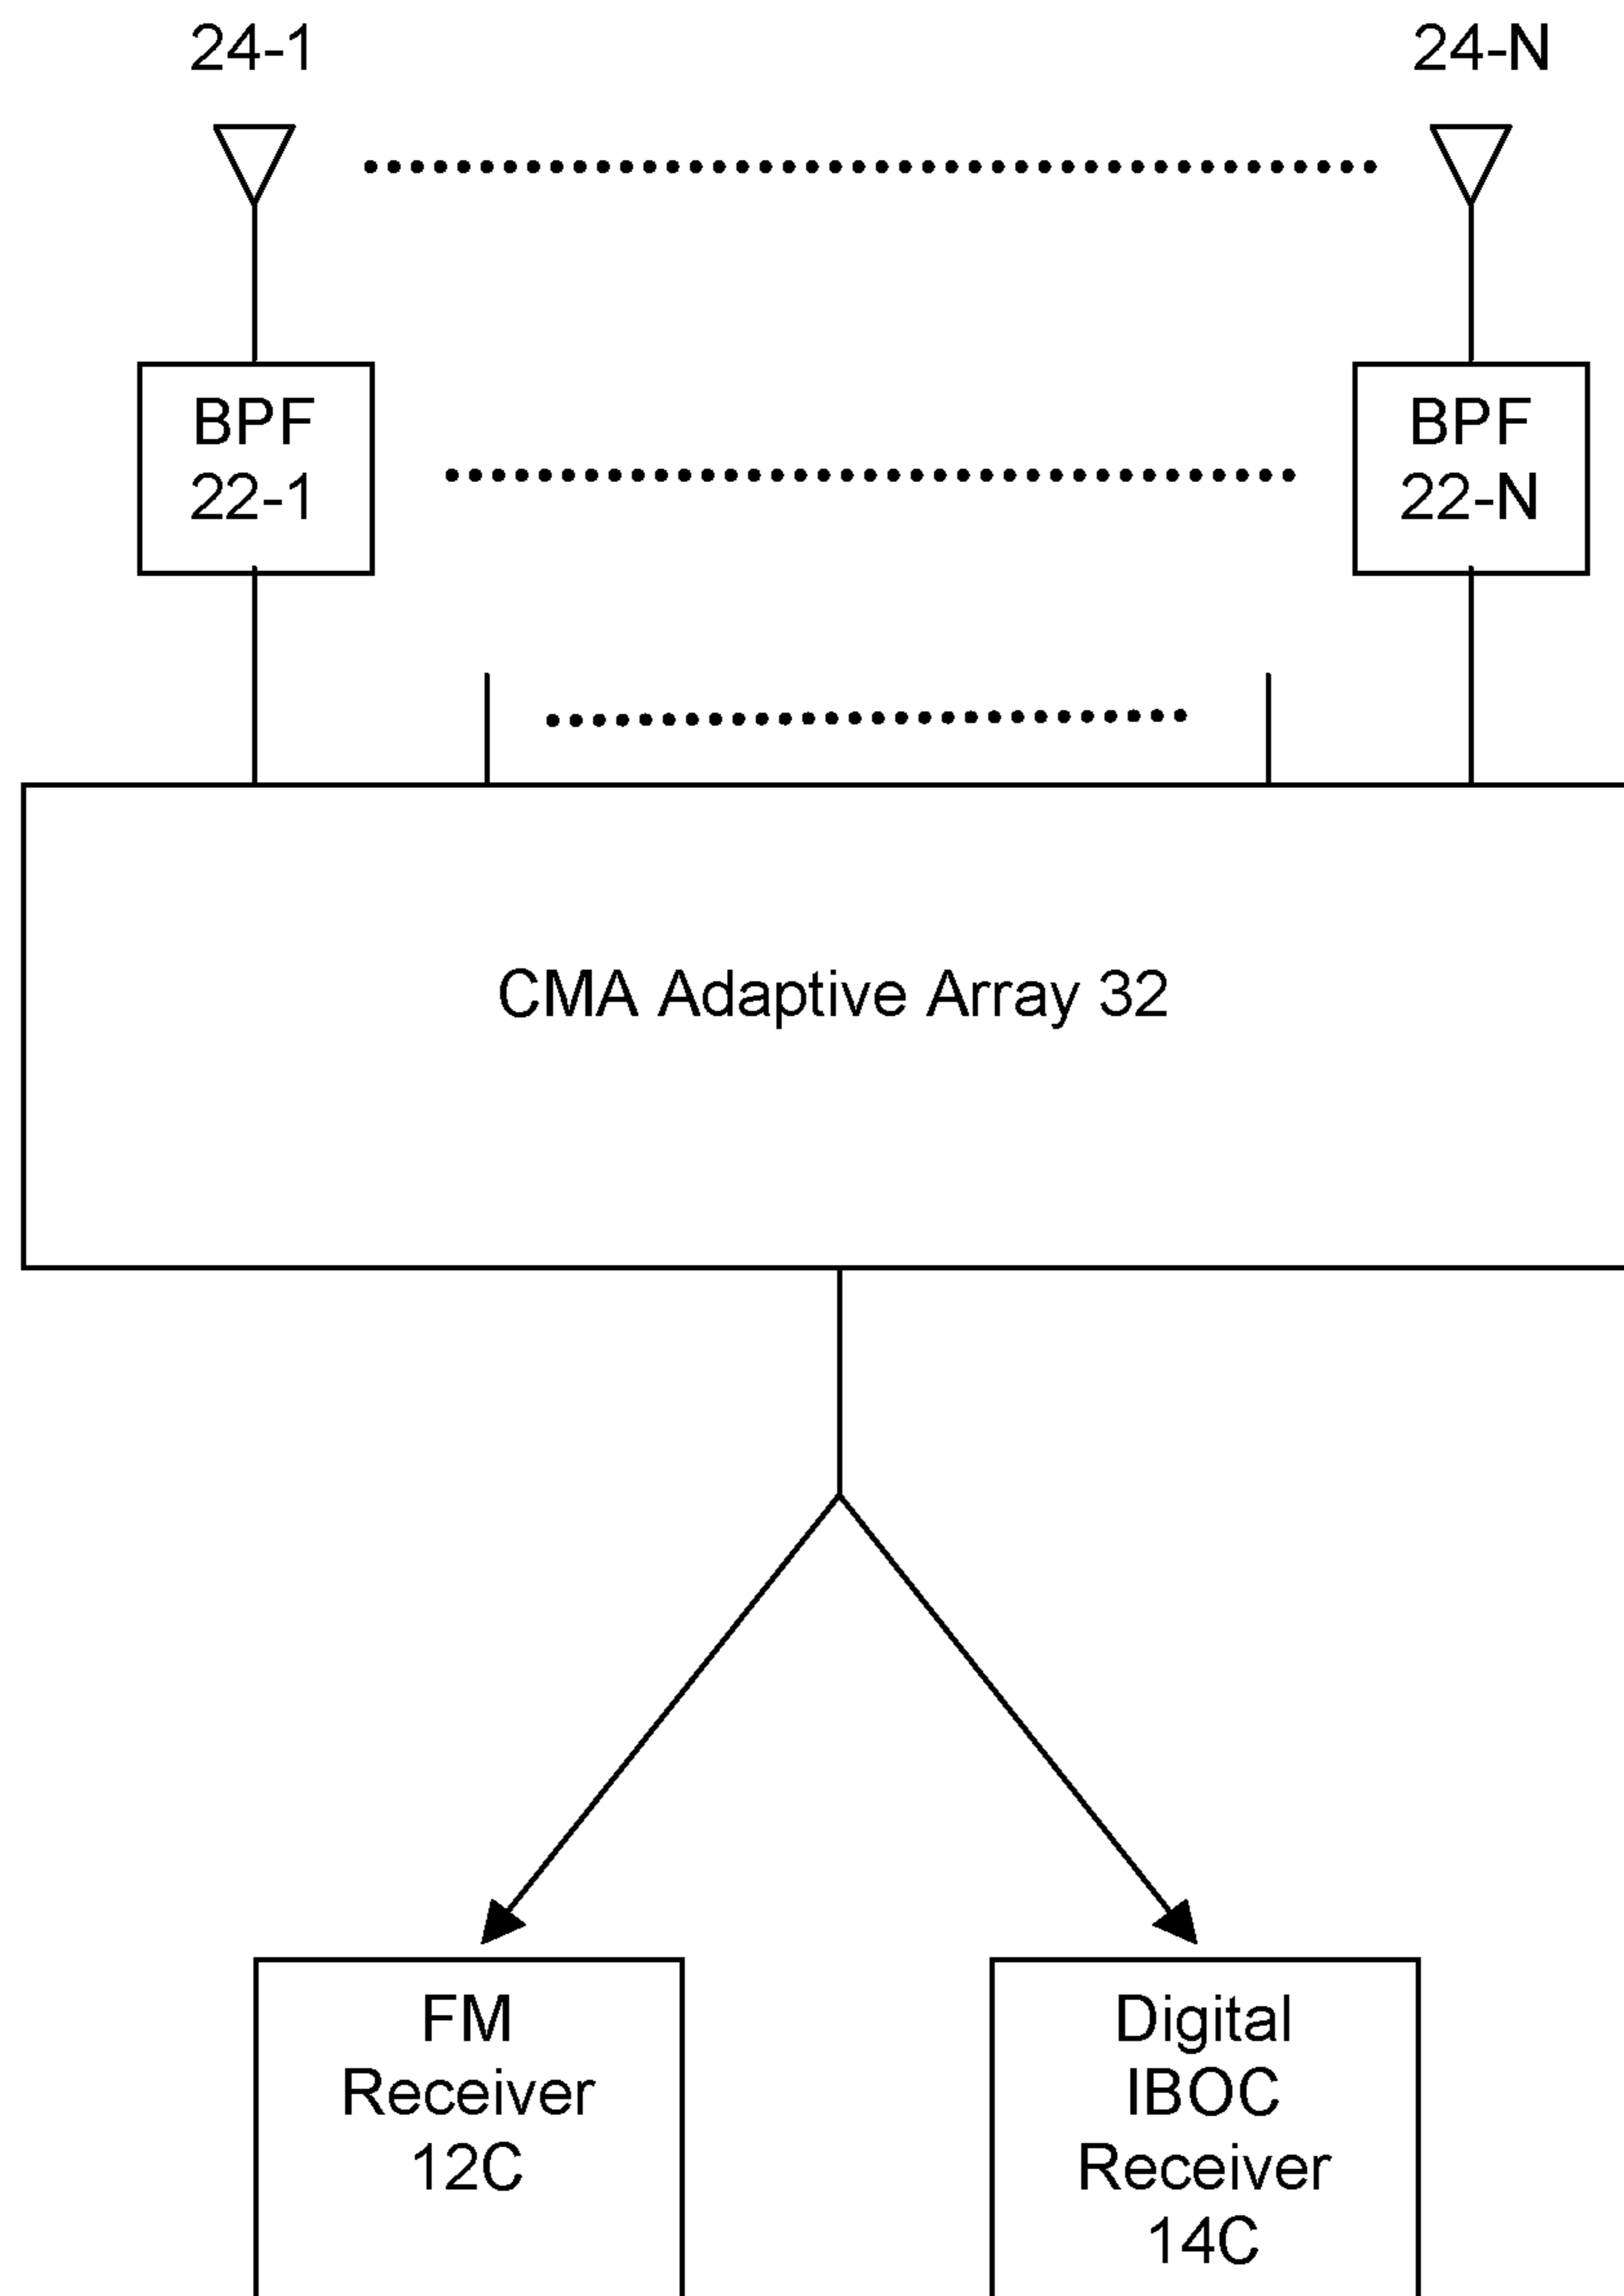 24-1
24-N
BPF
22-1
BPF
22-N
CMA Adaptive Array 32
FM
Receiver
12C
Digital
IBOC
Receiver
14C